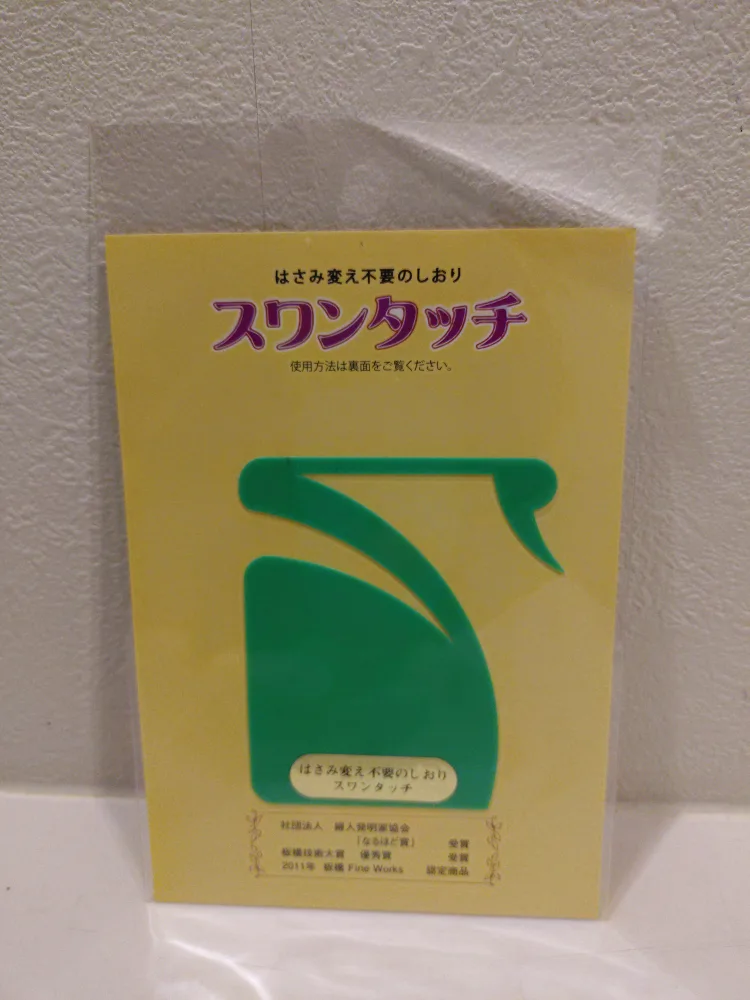 はさみ変え不要のしおり
スワンタッチ
使用方法は裏面をご覧ください。
はさみ変え不要のしおり
スワンタッチ
社団法人 婦人発明家協会
「なるほど賞」 受賞
板橋技術大賞 優秀賞 受賞
2011年 板橋 Fine Works 認定商品